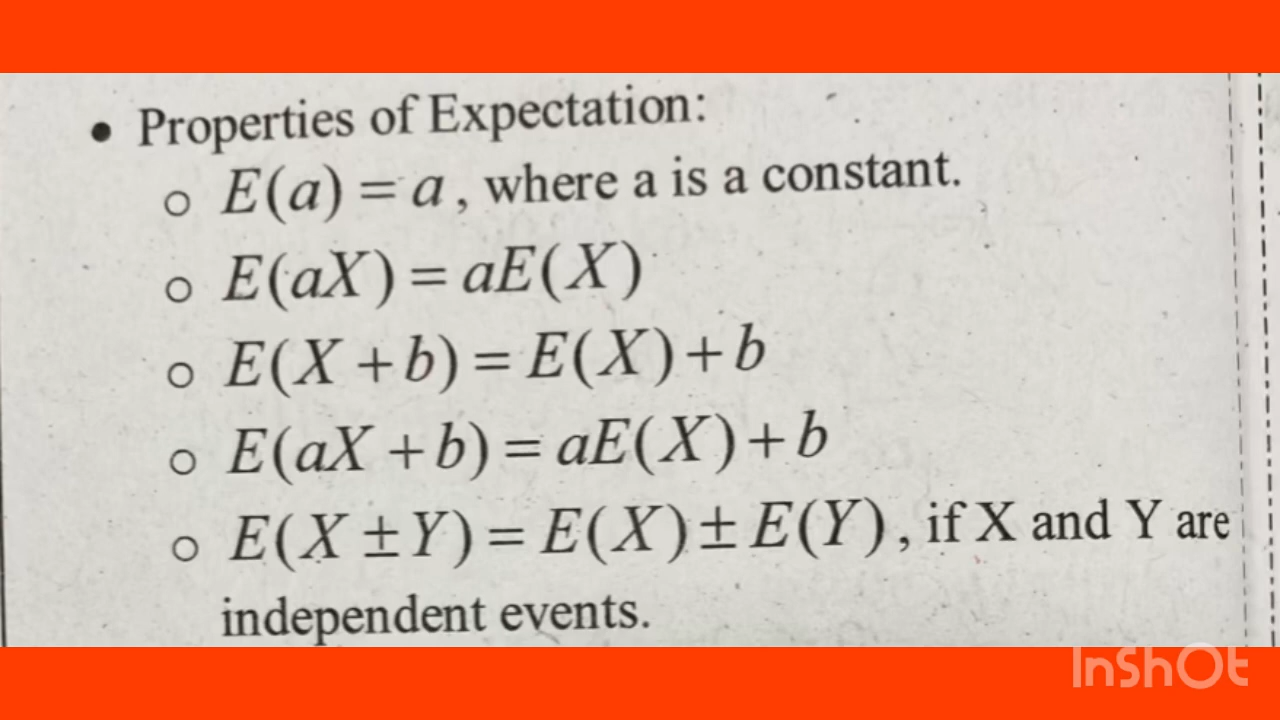 • Properties of Expectation:
o E(a) = a, where a is a constant.
o E(aX) = aE(X)
o E(X + b) = E(X) + b
o E(aX + b) = aE(X) + b
o E(X ± Y) = E(X) ± E(Y), if X and Y are
independent events.
InShOt